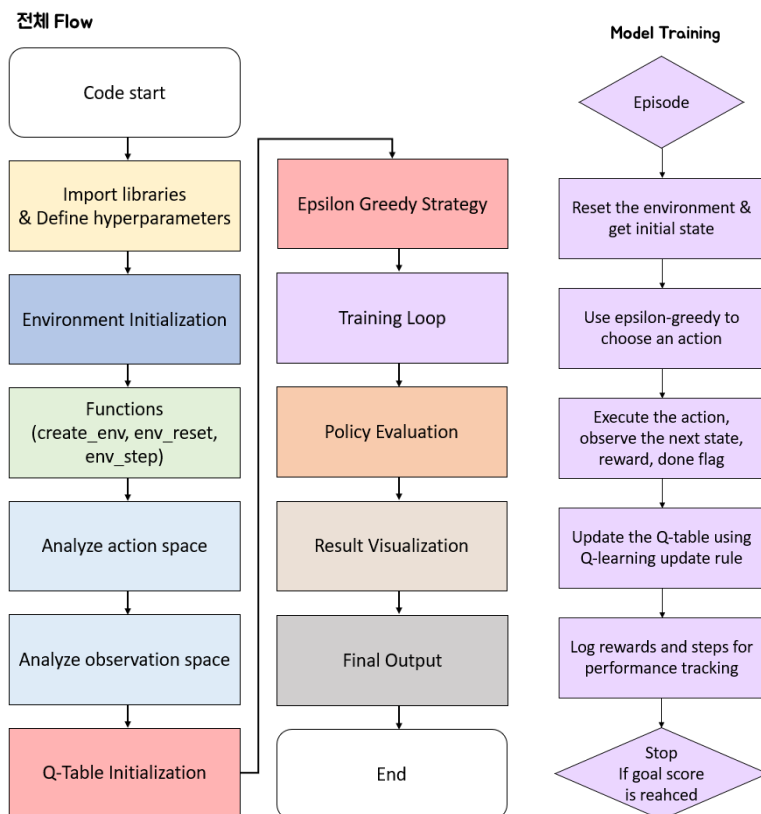 전체 Flow
Code start
Import libraries
& Define hyperparameters
Environment Initialization
Functions
(create_env, env_reset,
env_step)
Analyze action space
Analyze observation space
Q-Table Initialization
Epsilon Greedy Strategy
Training Loop
Policy Evaluation
Result Visualization
Final Output
End
Model Training
Episode
Reset the environment &
get initial state
Use epsilon-greedy to
choose an action
Execute the action,
observe the next state,
reward, done flag
Update the Q-table using
Q-learning update rule
Log rewards and steps for
performance tracking
Stop
If goal score
is reahced